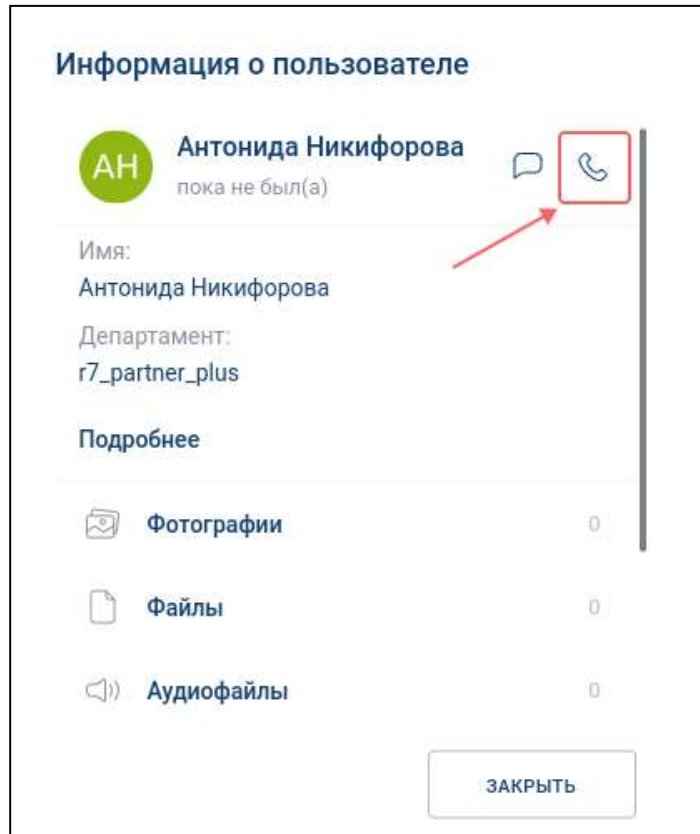 Информация о пользователе
АН
Антонида Никифорова
пока не был(а)
Имя:
Антонида Никифорова
Департамент:
r7_partner_plus
Подробнее
Фотографии 0
Файлы 0
Аудиофайлы 0
ЗАКРЫТЬ